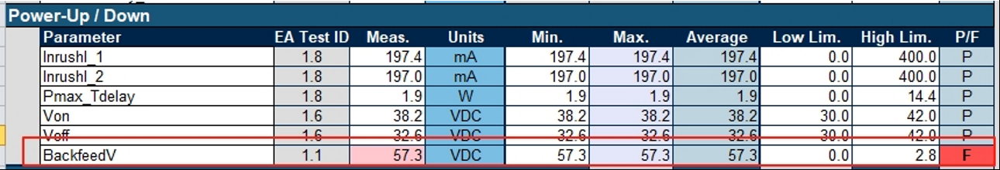 Power-Up / Down
Parameter EA Test ID Meas. Units Min. Max. Average Low Lim. High Lim. P/F
InrushI_1 1.8 197.4 mA 197.4 197.4 197.4 0.0 400.0 P
InrushI_2 1.8 197.0 mA 197.0 197.0 197.0 0.0 400.0 P
Pmax_Tdelay 1.8 1.9 W 1.9 1.9 1.9 0.0 14.4 P
Von 1.6 38.2 VDC 38.2 38.2 38.2 30.0 42.0 P
Voff 1.6 32.6 VDC 32.6 32.6 32.6 30.0 42.0 P
BackfeedV 1.1 57.3 VDC 57.3 57.3 57.3 0.0 2.8 F